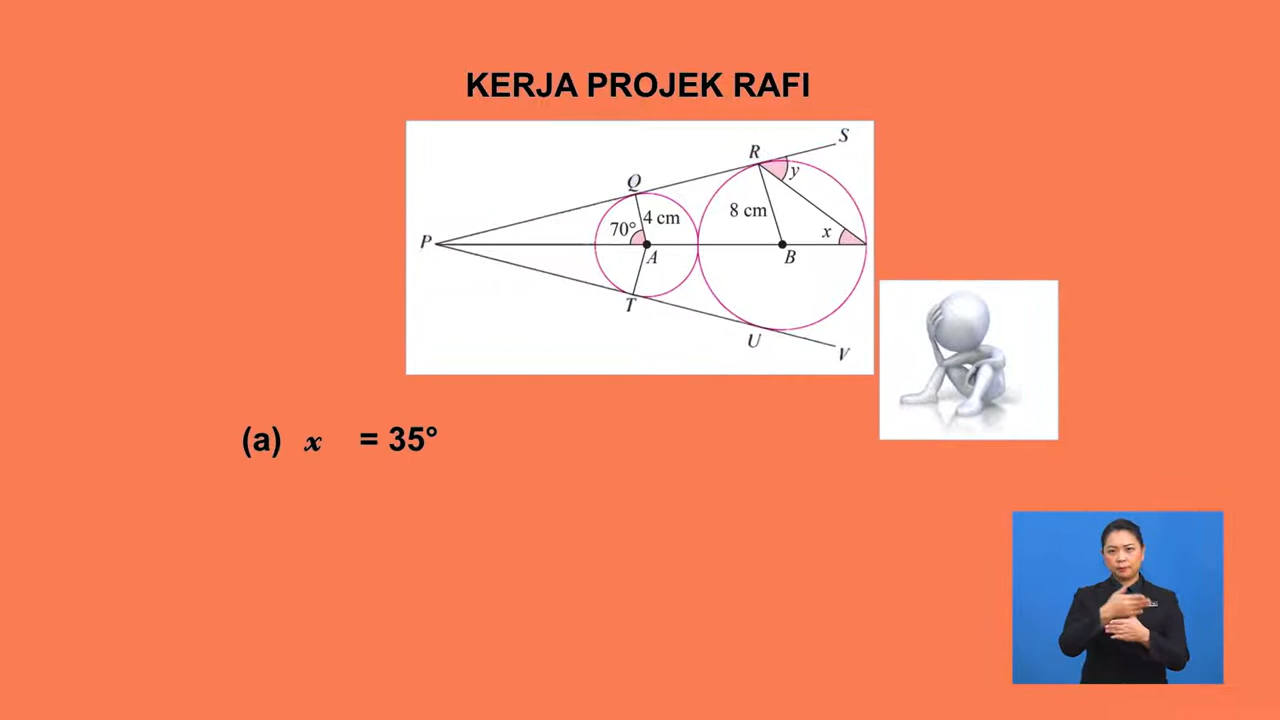 KERJA PROJEK RAFI
S
R
y
Q
8 cm
4 cm
70°
x
P
A
B
T
U
V
(a) x = 35°